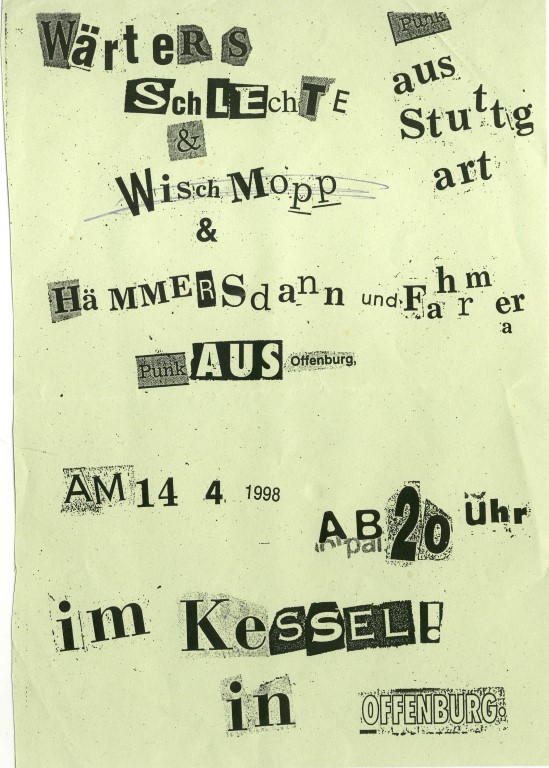 Wärters
SchLEchTE
&
Punk
aus
Stuttg
art
Wisch Mopp
&
HäMMERSdann und Fahrmer
a
Punk AUS Offenburg,
AM 14 4. 1998
AB 20 Uhr
im KeSSEL!
in OFFENBURG.